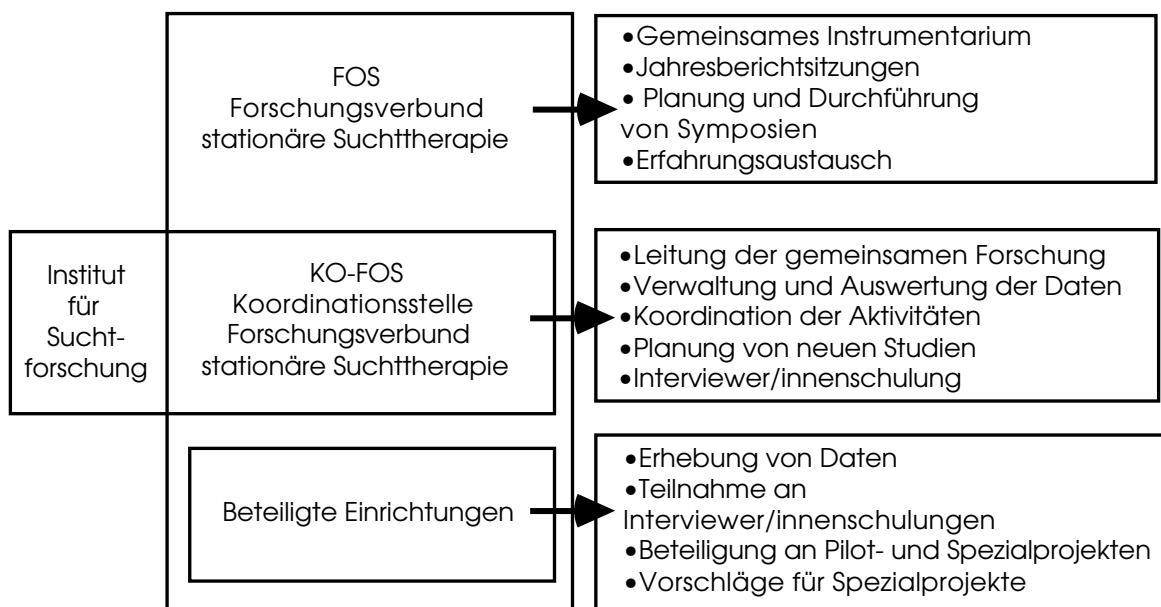 FOS
Forschungsverbund
stationäre Suchttherapie
•Gemeinsames Instrumentarium
•Jahresberichtsitzungen
• Planung und Durchführung
von Symposien
•Erfahrungsaustausch
Institut
für
Sucht-
forschung
KO-FOS
Koordinationsstelle
Forschungsverbund
stationäre Suchttherapie
•Leitung der gemeinsamen Forschung
•Verwaltung und Auswertung der Daten
•Koordination der Aktivitäten
•Planung von neuen Studien
•Interviewer/innenschulung
Beteiligte Einrichtungen
•Erhebung von Daten
•Teilnahme an
Interviewer/innenschulungen
•Beteiligung an Pilot- und Spezialprojekten
•Vorschläge für Spezialprojekte